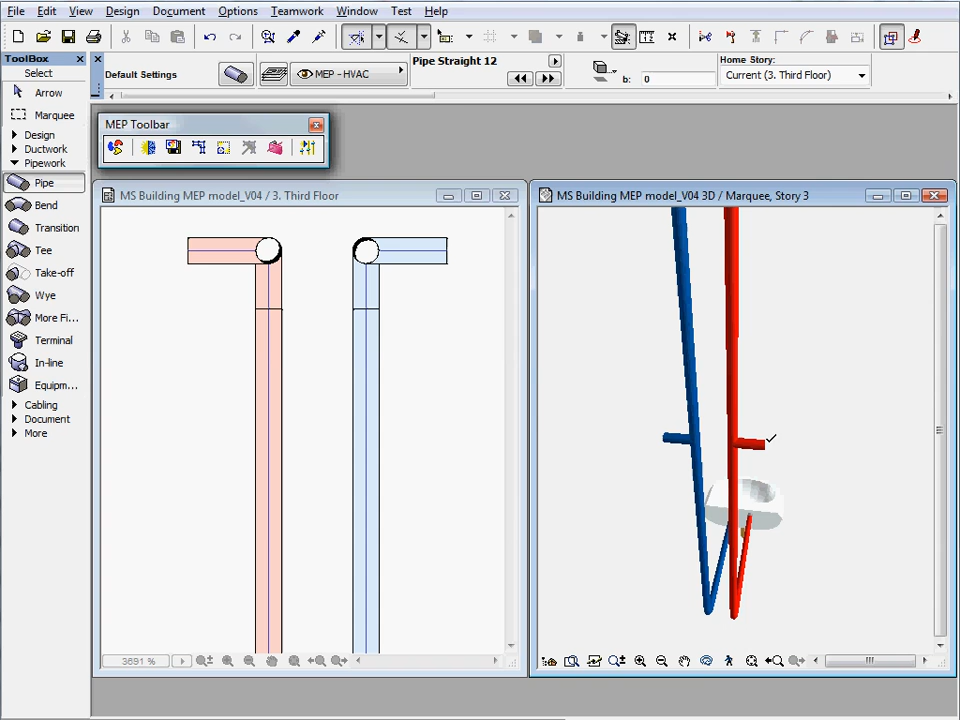 File Edit View Design Document Options Teamwork Window Test Help
ToolBox
Select
Arrow
Marquee
Design
Ductwork
Pipework
Pipe
Bend
Transition
Tee
Take-off
Wye
More Fi...
Terminal
In-line
Equipm...
Cabling
Document
More
Default Settings
MEP - HVAC
Pipe Straight 12
b: 0
Home Story:
Current (3. Third Floor)
MEP Toolbar
MS Building MEP model_V04 / 3. Third Floor
3691 %
MS Building MEP model_V04 3D / Marquee, Story 3